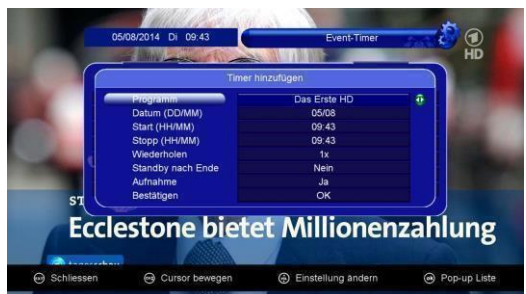 05/08/2014 Di 09:43 Event-Timer
HD
Timer hinzufügen
Programm Das Erste HD
Datum (DD/MM) 05/08
Start (HH/MM) 09:43
Stopp (HH/MM) 09:43
Wiederholen 1x
Standby nach Ende Nein
Aufnahme Ja
Bestätigen OK
ST
Ecclestone bietet Millionenzahlung
tagesschau
Schliessen Cursor bewegen Einstellung ändern Pop-up Liste